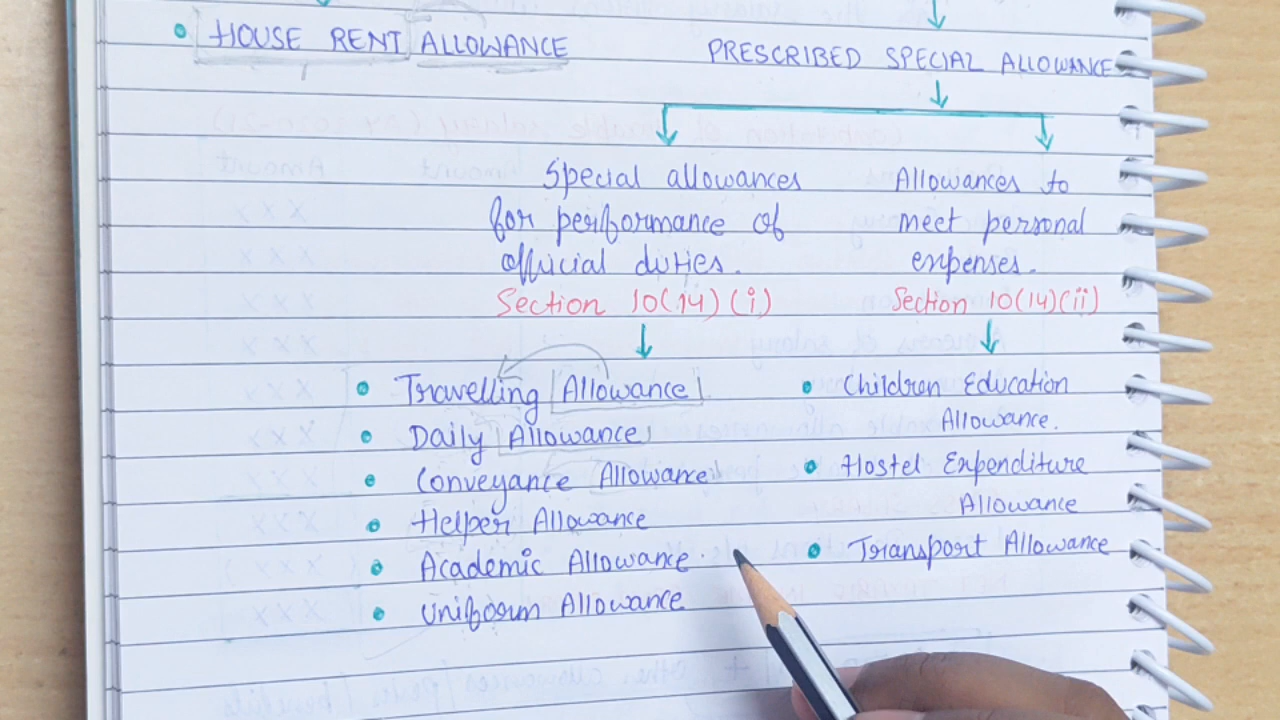 HOUSE RENT ALLOWANCE
PRESCRIBED SPECIAL ALLOWANCE
Special allowances
for performance of
official duties.
Section 10(14) (i)
Travelling Allowance
Daily Allowance
Conveyance Allowance
Helper Allowance
Academic Allowance
Uniform Allowance
Allowances to
meet personal
expenses.
Section 10(14)(ii)
Children Education
Allowance.
Hostel Expenditure
Allowance
Transport Allowance